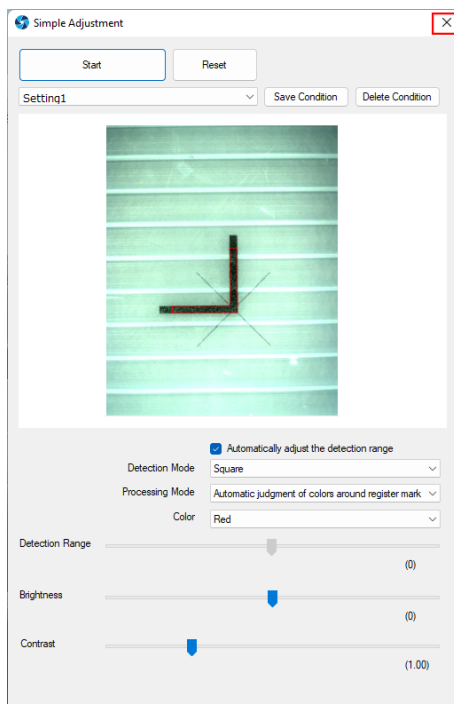 Simple Adjustment
Start Reset
Setting1 Save Condition Delete Condition
Automatically adjust the detection range
Detection Mode Square
Processing Mode Automatic judgment of colors around register mark
Color Red
Detection Range
(0)
Brightness
(0)
Contrast
(1.00)